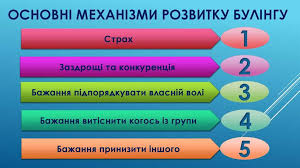 ОСНОВНІ МЕХАНІЗМИ РОЗВИТКУ БУЛІНГУ
Страх 1
Заздрощі та конкуренція 2
Бажання підпорядкувати власній волі 3
Бажання витіснити когось із групи 4
Бажання принизити іншого 5